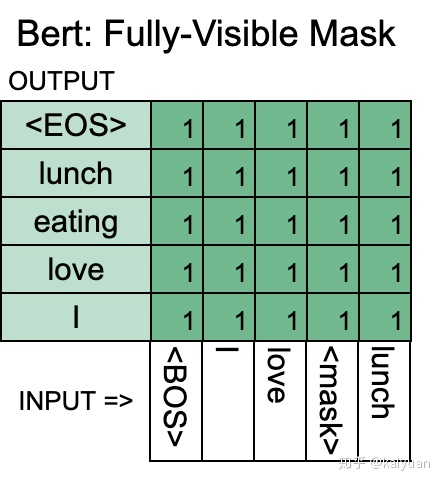 Bert: Fully-Visible Mask
OUTPUT
<EOS> 1 1 1 1 1
lunch 1 1 1 1 1
eating 1 1 1 1 1
love 1 1 1 1 1
I 1 1 1 1 1
INPUT => <BOS> I love <mask> lunch
知乎 @kaiyuan